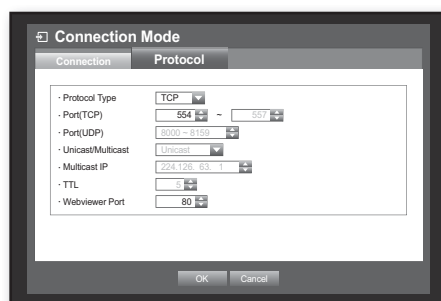 Connection Mode
Connection Protocol
· Protocol Type TCP
· Port(TCP) 554 ~ 557
· Port(UDP) 8000 ~ 8159
· Unicast/Multicast Unicast
· Multicast IP 224.126. 63. 1
· TTL 5
· Webviewer Port 80
OK Cancel